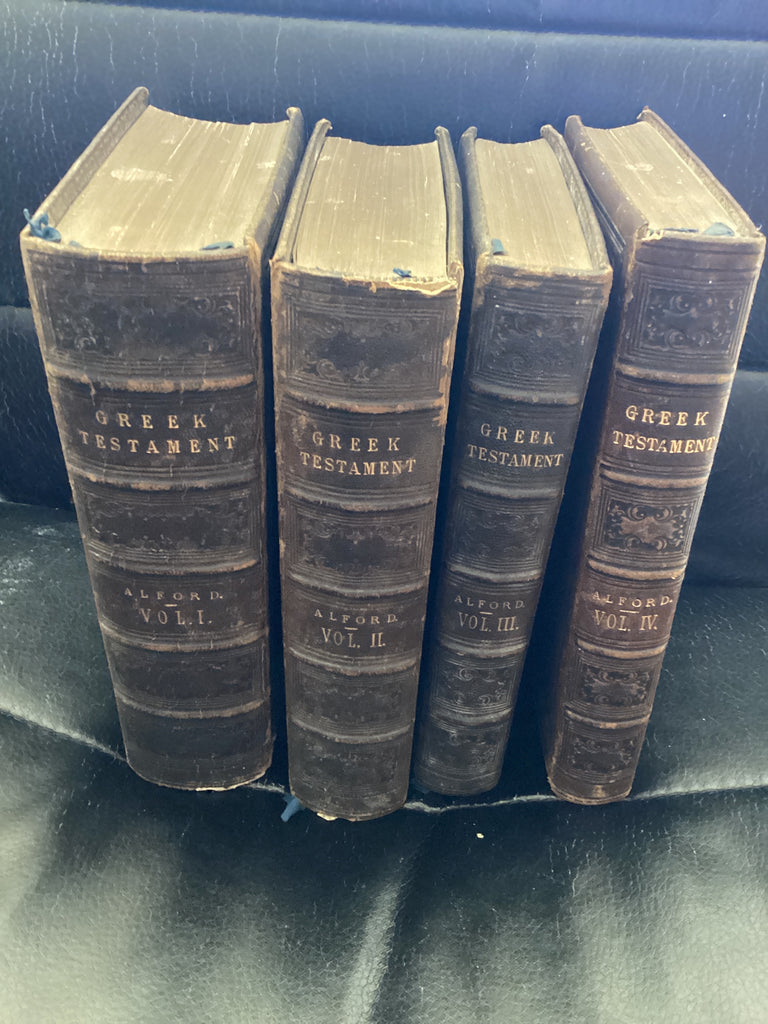 GREEK
TESTAMENT
ALFORD.
VOL. I.
GREEK
TESTAMENT
ALFORD.
VOL. II.
GREEK
TESTAMENT
ALFORD.
VOL. III.
GREEK
TESTAMENT
ALFORD.
VOL. IV.